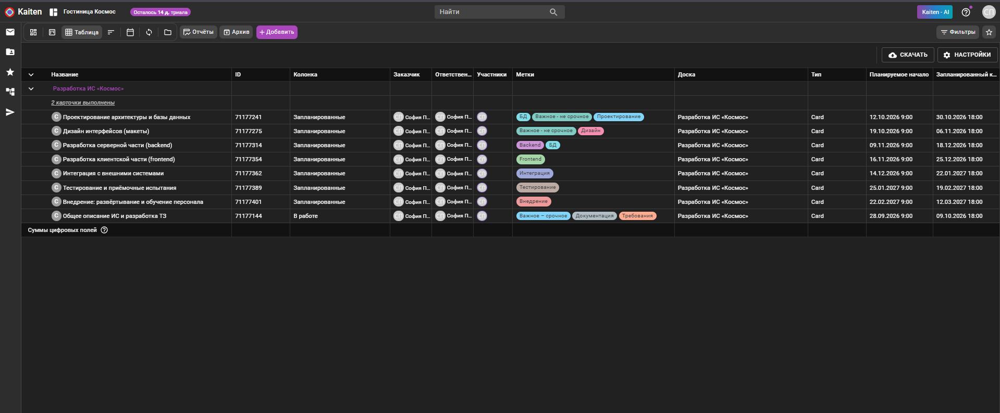 Kaiten Гостиница Космос Осталось 14 д. триала Найти Kaiten - AI СП
Таблица Отчёты Архив + Добавить Фильтры
СКАЧАТЬ НАСТРОЙКИ
Название ID Колонка Заказчик Ответствен... Участники Метки Доска Тип Планируемое начало Запланированный к...
Разработка ИС «Космос»
2 карточки выполнены
С Проектирование архитектуры и базы данных 71177241 Запланированные СП София П... СП София П... СП БД Важное - не срочное Проектирование Разработка ИС «Космос» Card 12.10.2026 9:00 30.10.2026 18:00
С Дизайн интерфейсов (макеты) 71177275 Запланированные СП София П... СП София П... СП Важное - не срочное Дизайн Разработка ИС «Космос» Card 19.10.2026 9:00 06.11.2026 18:00
С Разработка серверной части (backend) 71177314 Запланированные СП София П... СП София П... СП Backend БД Разработка ИС «Космос» Card 09.11.2026 9:00 18.12.2026 18:00
С Разработка клиентской части (frontend) 71177354 Запланированные СП София П... СП София П... СП Frontend Разработка ИС «Космос» Card 16.11.2026 9:00 25.12.2026 18:00
С Интеграция с внешними системами 71177362 Запланированные СП София П... СП София П... СП Интеграция Разработка ИС «Космос» Card 14.12.2026 9:00 22.01.2027 18:00
С Тестирование и приёмочные испытания 71177389 Запланированные СП София П... СП София П... СП Тестирование Разработка ИС «Космос» Card 25.01.2027 9:00 19.02.2027 18:00
С Внедрение: развёртывание и обучение персонала 71177401 Запланированные СП София П... СП София П... СП Внедрение Разработка ИС «Космос» Card 22.02.2027 9:00 12.03.2027 18:00
С Общее описание ИС и разработка ТЗ 71177144 В работе СП София П... СП София П... СП Важное – срочное Документация Требования Разработка ИС «Космос» Card 28.09.2026 9:00 09.10.2026 18:00
Суммы цифровых полей